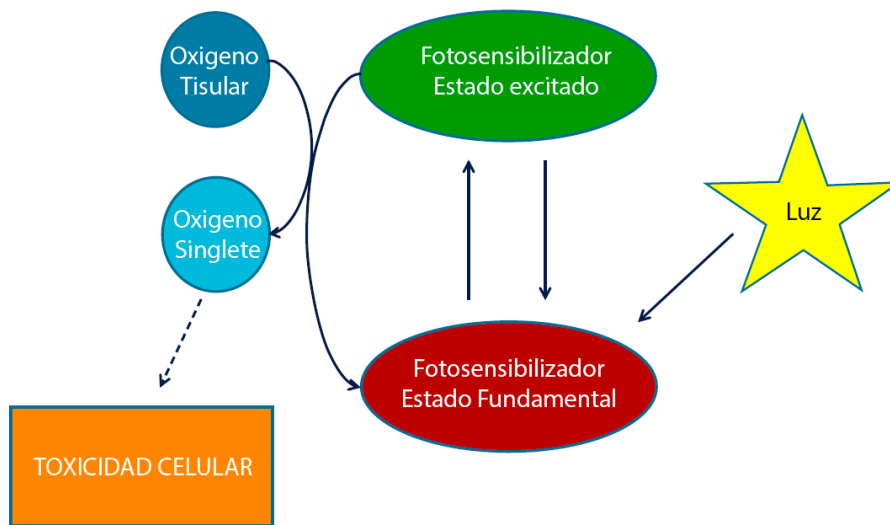 Oxigeno
Tisular
Fotosensibilizador
Estado excitado
Luz
Oxigeno
Singlete
Fotosensibilizador
Estado Fundamental
TOXICIDAD CELULAR